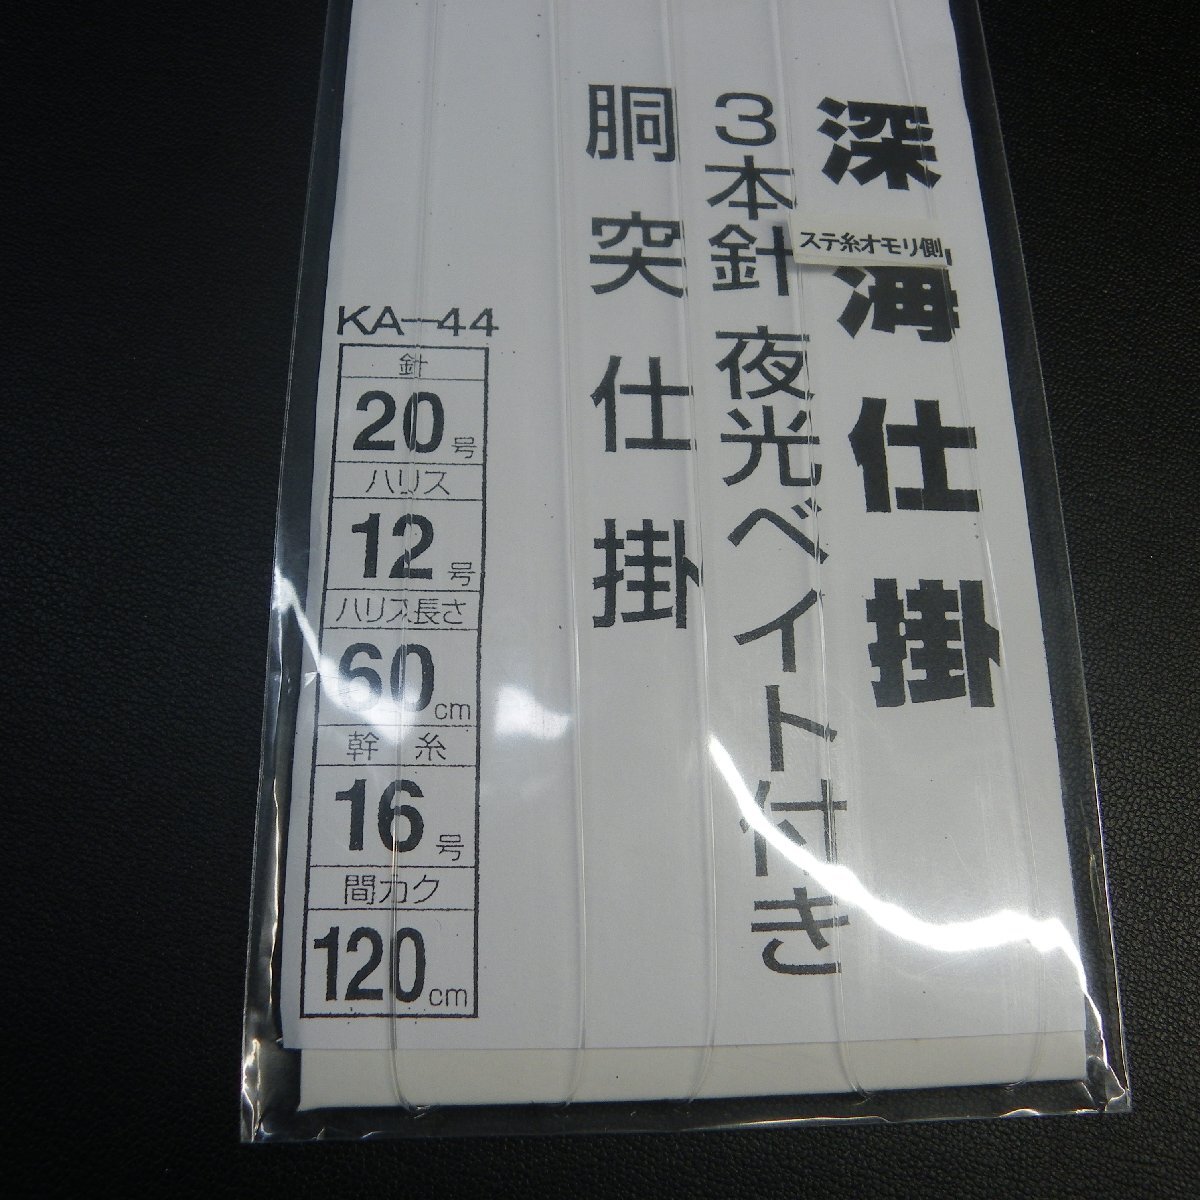 深海仕掛
ステ糸オモリ側
3本針 夜光ベイト付き
胴突仕掛
KA-44
針
20号
ハリス
12号
ハリス長さ
60cm
幹糸
16号
間カク
120cm